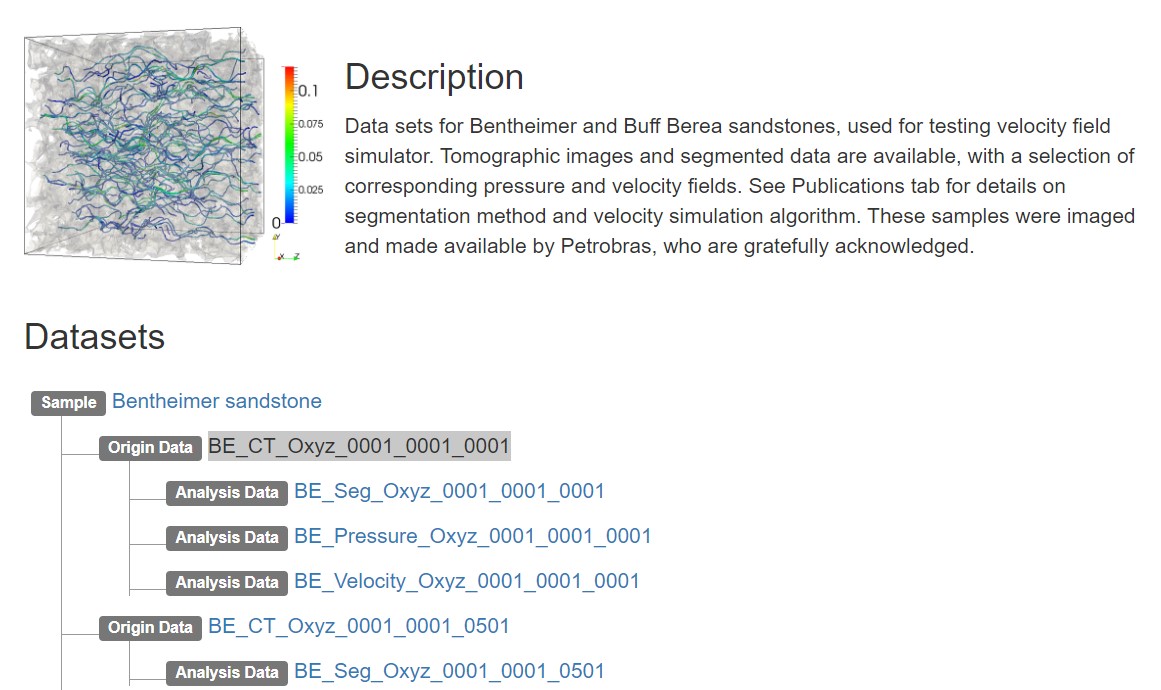 0.1
0.075
0.05
0.025
0
Y
X Z
Description
Data sets for Bentheimer and Buff Berea sandstones, used for testing velocity field
simulator. Tomographic images and segmented data are available, with a selection of
corresponding pressure and velocity fields. See Publications tab for details on
segmentation method and velocity simulation algorithm. These samples were imaged
and made available by Petrobras, who are gratefully acknowledged.
Datasets
Sample Bentheimer sandstone
Origin Data BE_CT_Oxyz_0001_0001_0001
Analysis Data BE_Seg_Oxyz_0001_0001_0001
Analysis Data BE_Pressure_Oxyz_0001_0001_0001
Analysis Data BE_Velocity_Oxyz_0001_0001_0001
Origin Data BE_CT_Oxyz_0001_0001_0501
Analysis Data BE_Seg_Oxyz_0001_0001_0501